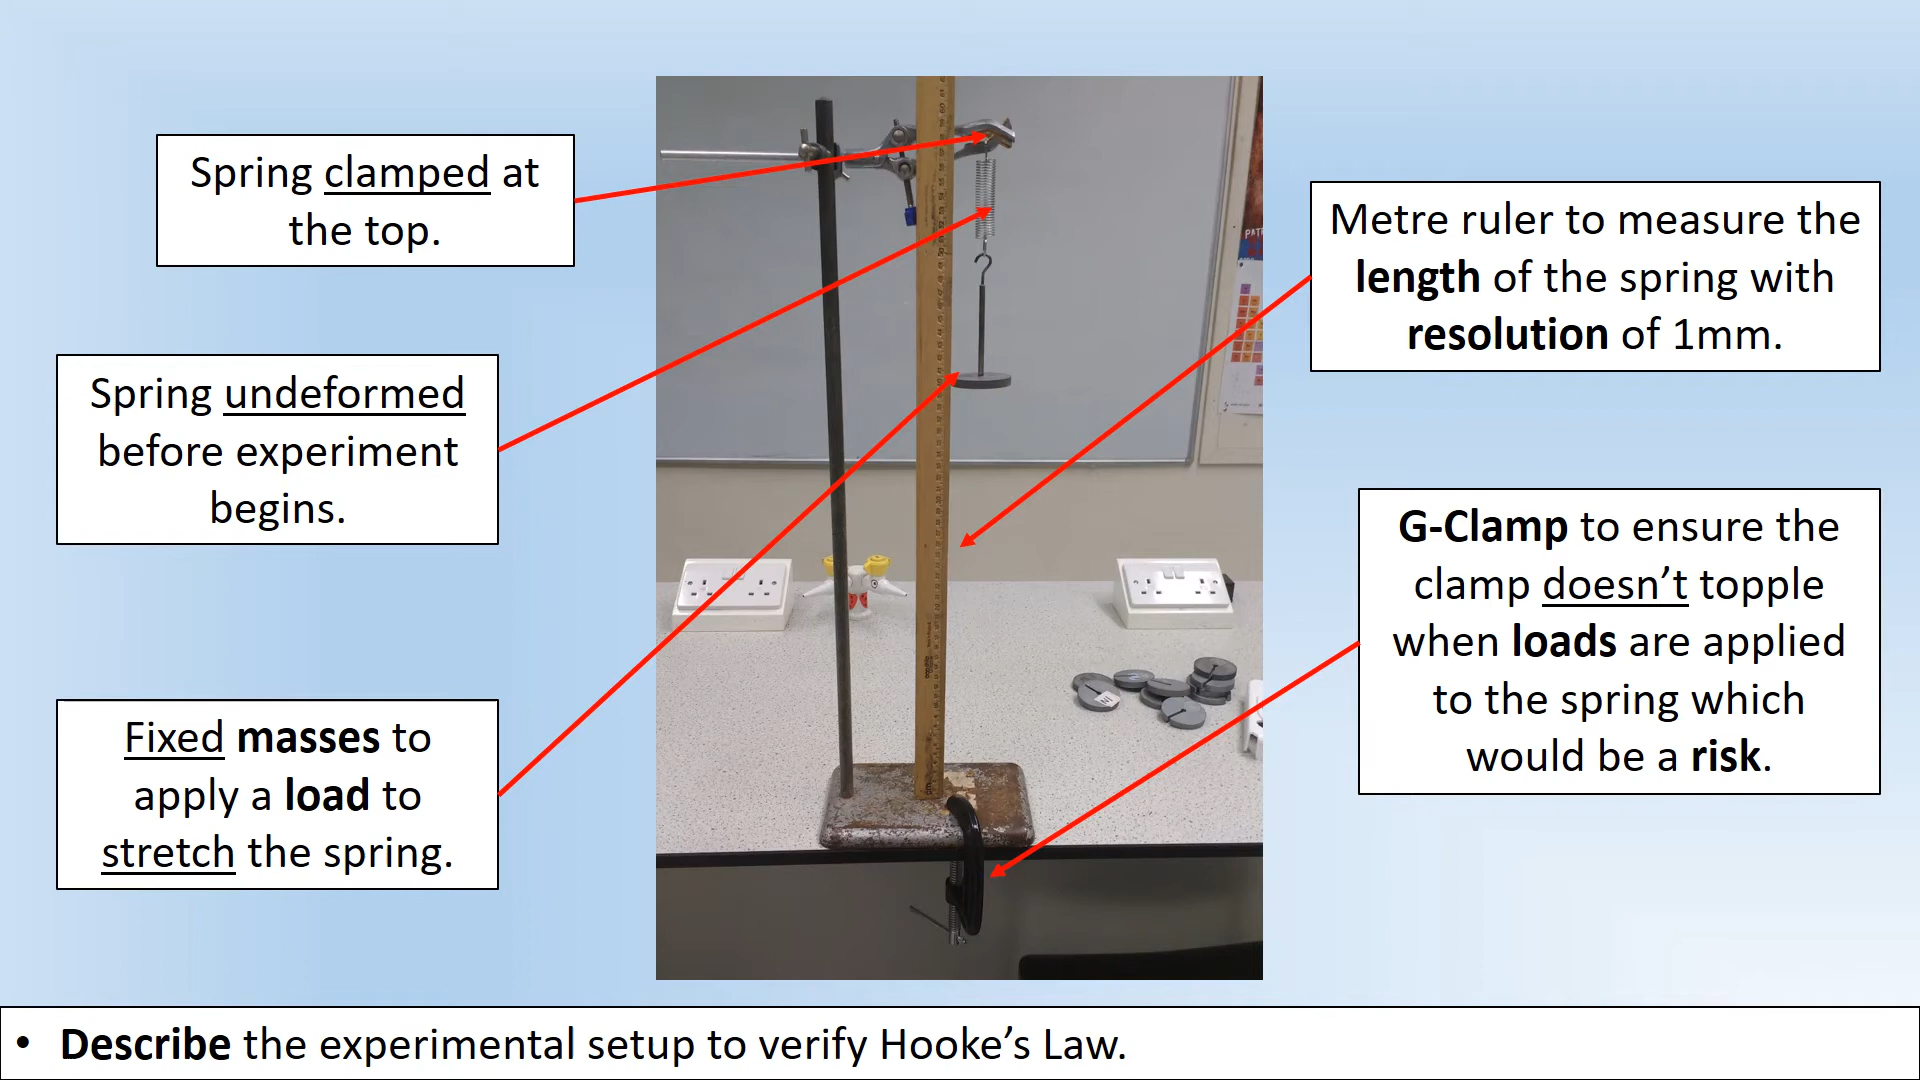 Spring clamped at
the top.
Spring undeformed
before experiment
begins.
Fixed masses to
apply a load to
stretch the spring.
Metre ruler to measure the
length of the spring with
resolution of 1mm.
G-Clamp to ensure the
clamp doesn’t topple
when loads are applied
to the spring which
would be a risk.
• Describe the experimental setup to verify Hooke’s Law.